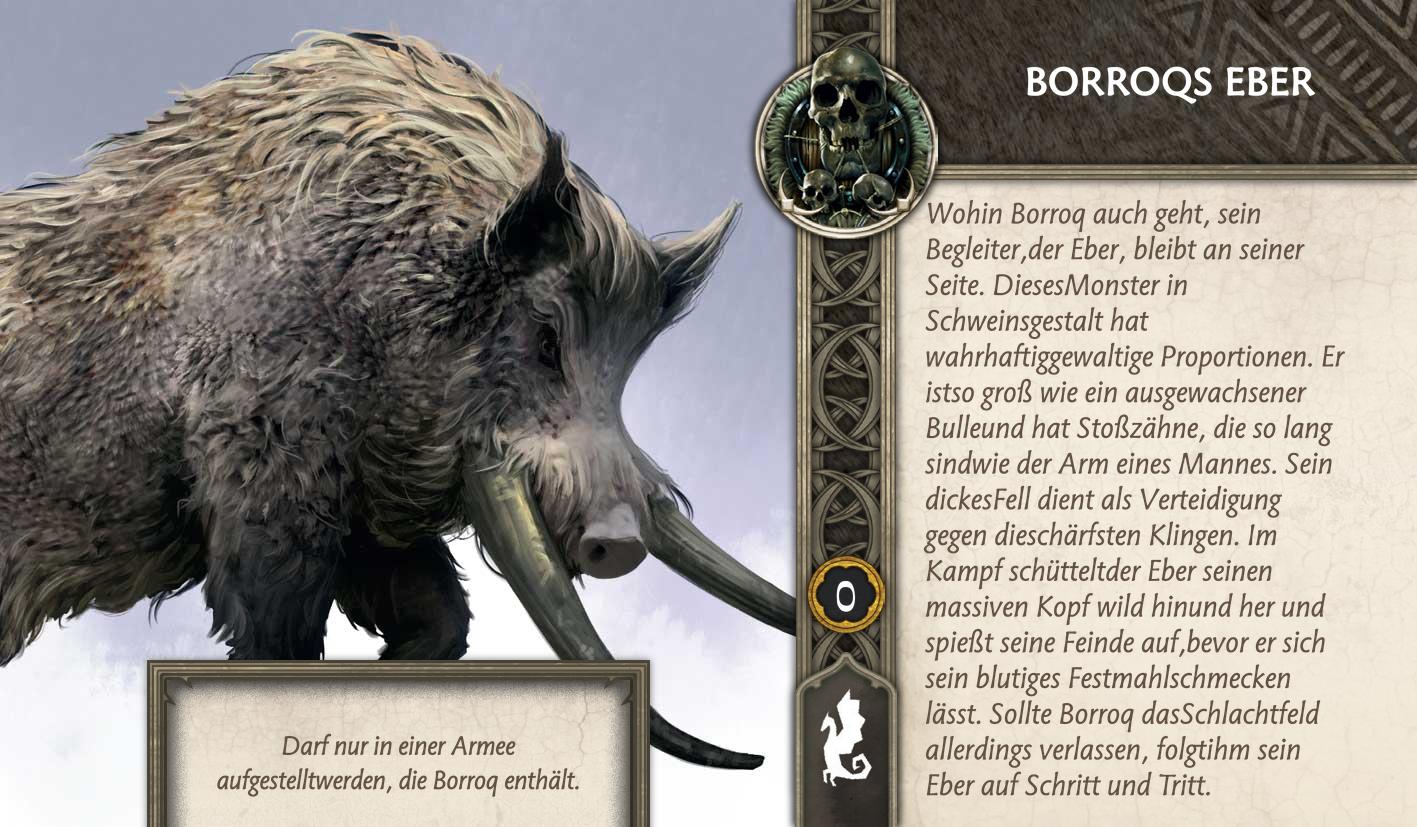 BORROQS EBER
Wohin Borroq auch geht, sein
Begleiter,der Eber, bleibt an seiner
Seite. DiesesMonster in
Schweinsgestalt hat
wahrhaftiggewaltige Proportionen. Er
istso groß wie ein ausgewachsener
Bulleund hat Stoßzähne, die so lang
sindwie der Arm eines Mannes. Sein
dickesFell dient als Verteidigung
gegen dieschärfsten Klingen. Im
Kampf schütteltder Eber seinen
massiven Kopf wild hinund her und
spießt seine Feinde auf,bevor er sich
sein blutiges Festmahlschmecken
lässt. Sollte Borroq dasSchlachtfeld
allerdings verlassen, folgtihm sein
Eber auf Schritt und Tritt.
0
Darf nur in einer Armee
aufgestelltwerden, die Borroq enthält.